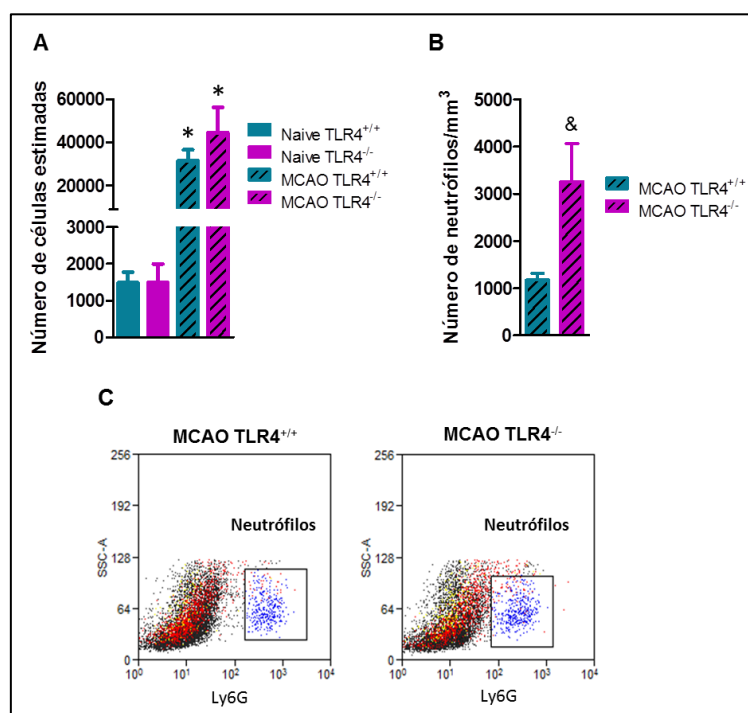 A
Número de células estimadas
60000
40000
20000
3000
2000
1000
0
*
*
Naive TLR4+/+
Naive TLR4-/-
MCAO TLR4+/+
MCAO TLR4-/-
B
Número de neutrófilos/mm³
5000
4000
3000
2000
1000
0
&
MCAO TLR4+/+
MCAO TLR4-/-
C
MCAO TLR4+/+
SSC-A
256
192
128
64
0
Neutrófilos
10⁰ 10¹ 10² 10³ 10⁴
Ly6G
MCAO TLR4-/-
SSC-A
256
192
128
64
0
Neutrófilos
10⁰ 10¹ 10² 10³ 10⁴
Ly6G